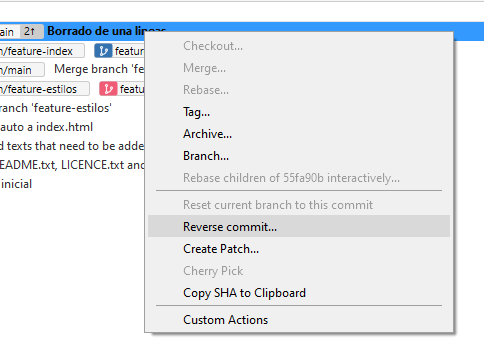 ain 2↑ Borrado de una lineas
n/feature-index featur
n/main Merge branch 'fe
n/feature-estilos featu
ranch 'feature-estilos'
auto a index.html
d texts that need to be adde
EADME.txt, LICENCE.txt and
inicial
Checkout...
Merge...
Rebase...
Tag...
Archive...
Branch...
Rebase children of 55fa90b interactively...
Reset current branch to this commit
Reverse commit...
Create Patch...
Cherry Pick
Copy SHA to Clipboard
Custom Actions